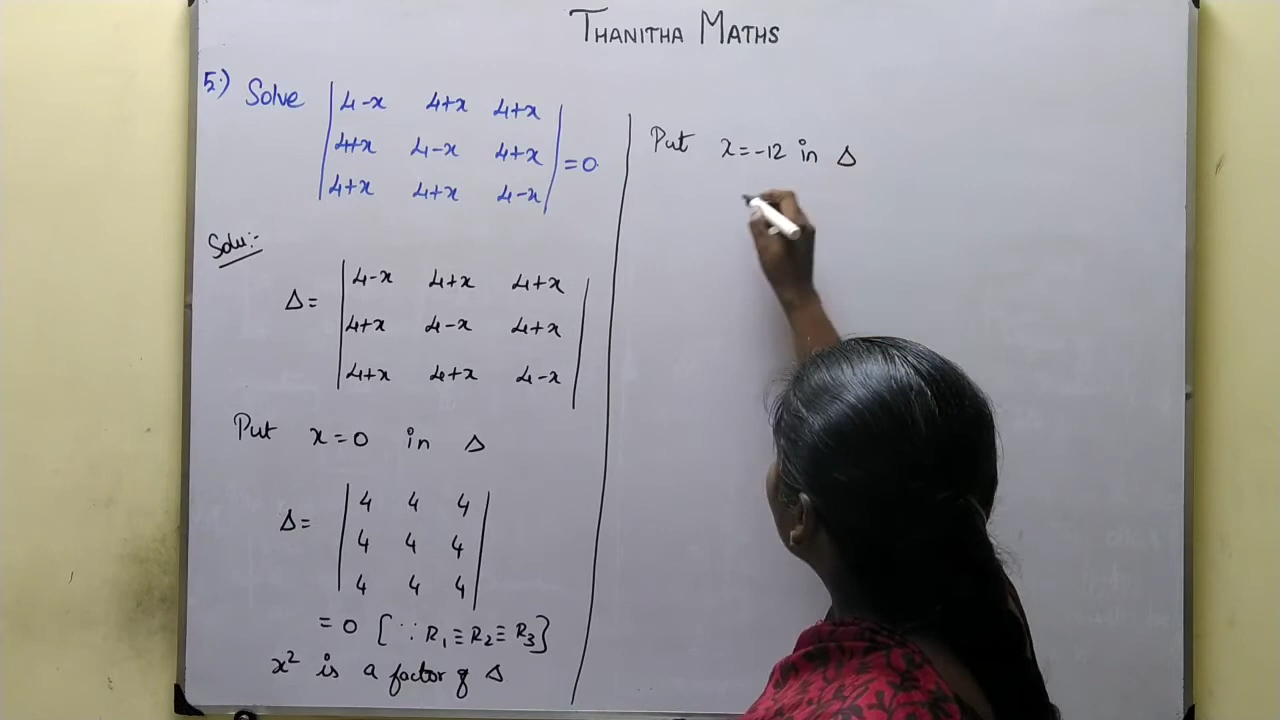 THANITHA MATHS
5.) Solve | 4-x 4+x 4+x |
| 4+x 4-x 4+x | =0.
| 4+x 4+x 4-x |
Solu:-
| 4-x 4+x 4+x |
Δ= | 4+x 4-x 4+x |
| 4+x 4+x 4-x |
Put x=0 in Δ
| 4 4 4 |
Δ= | 4 4 4 |
| 4 4 4 |
= 0 [∵ R₁≡R₂≡R₃]
x² is a factor of Δ
Put x=-12 in Δ